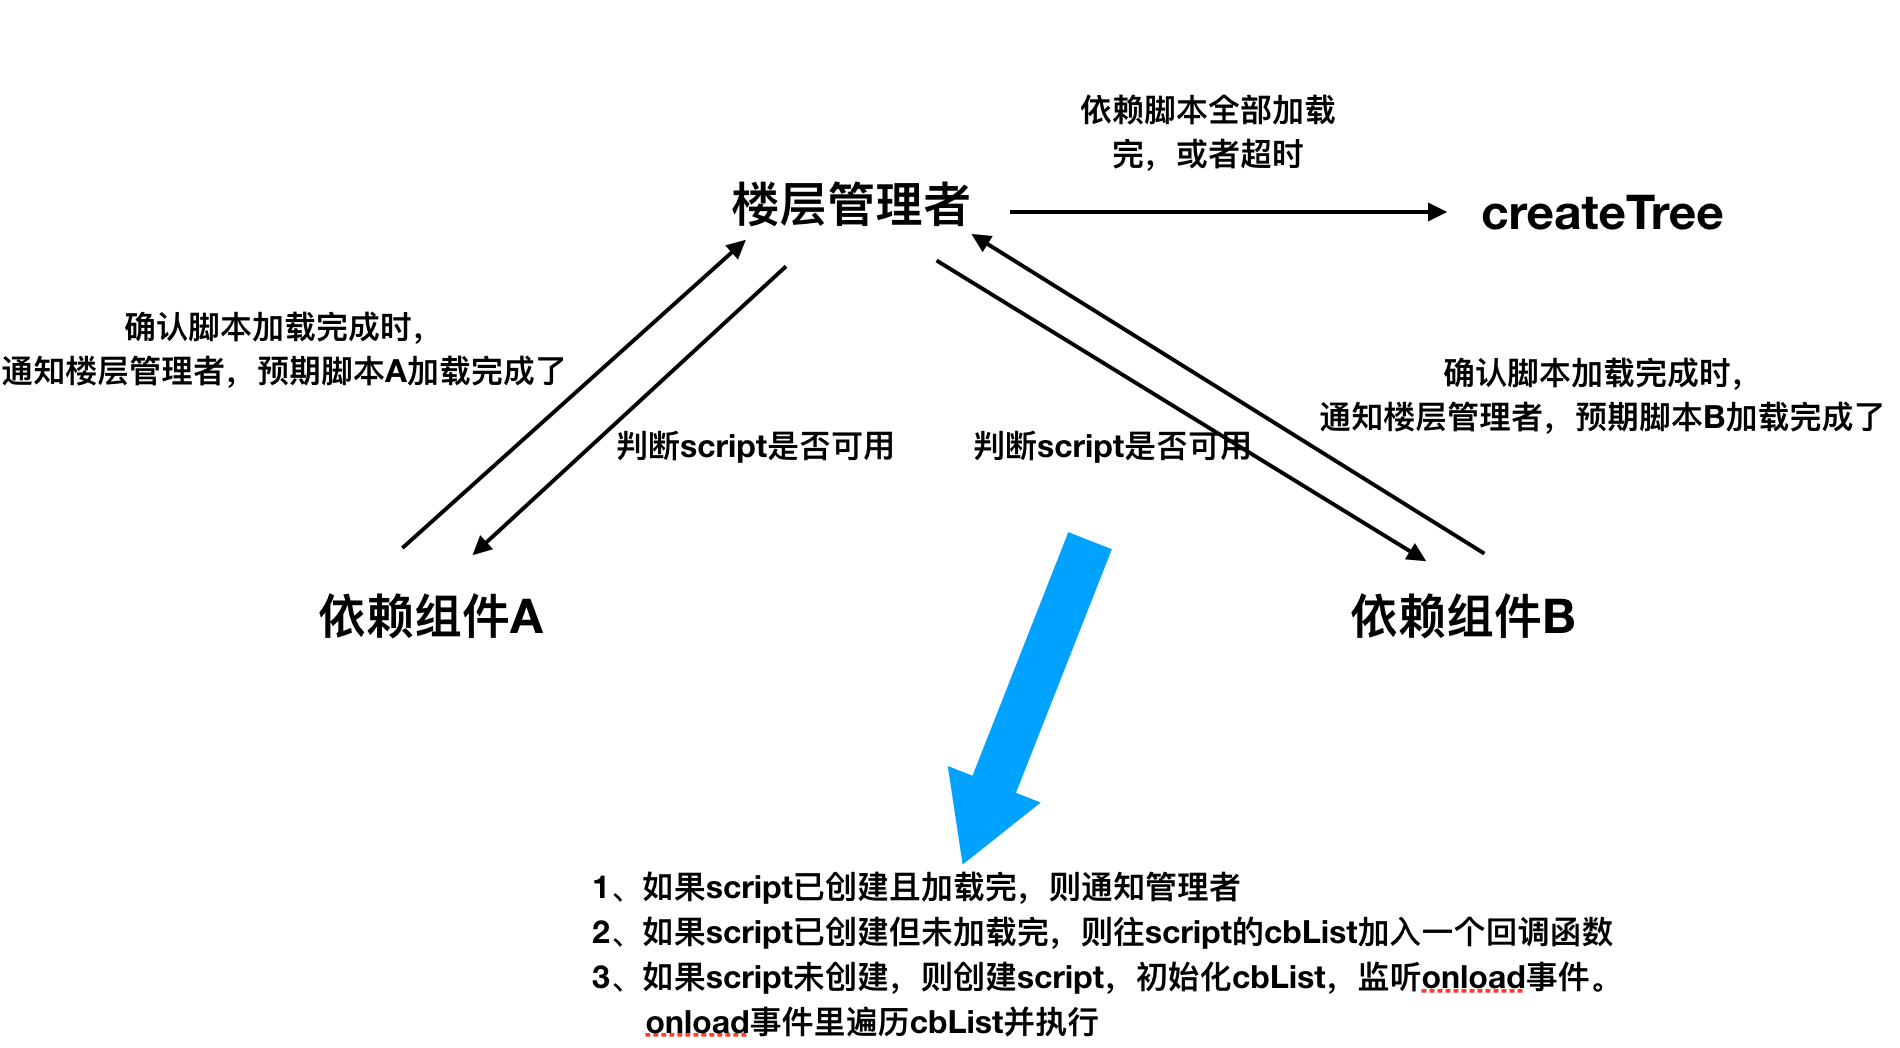 依赖脚本全部加载
完，或者超时
楼层管理者
createTree
确认脚本加载完成时，
通知楼层管理者，预期脚本A加载完成了
确认脚本加载完成时，
通知楼层管理者，预期脚本B加载完成了
判断script是否可用
判断script是否可用
依赖组件A
依赖组件B
1、如果script已创建且加载完，则通知管理者
2、如果script已创建但未加载完，则往script的cbList加入一个回调函数
3、如果script未创建，则创建script，初始化cbList，监听onload事件。
onload事件里遍历cbList并执行